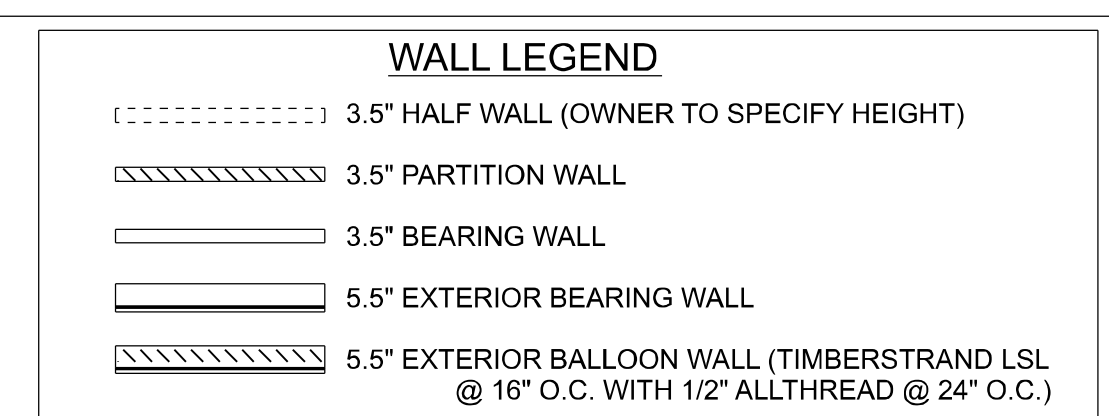 WALL LEGEND
3.5" HALF WALL (OWNER TO SPECIFY HEIGHT)
3.5" PARTITION WALL
3.5" BEARING WALL
5.5" EXTERIOR BEARING WALL
5.5" EXTERIOR BALLOON WALL (TIMBERSTRAND LSL
@ 16" O.C. WITH 1/2" ALLTHREAD @ 24" O.C.)